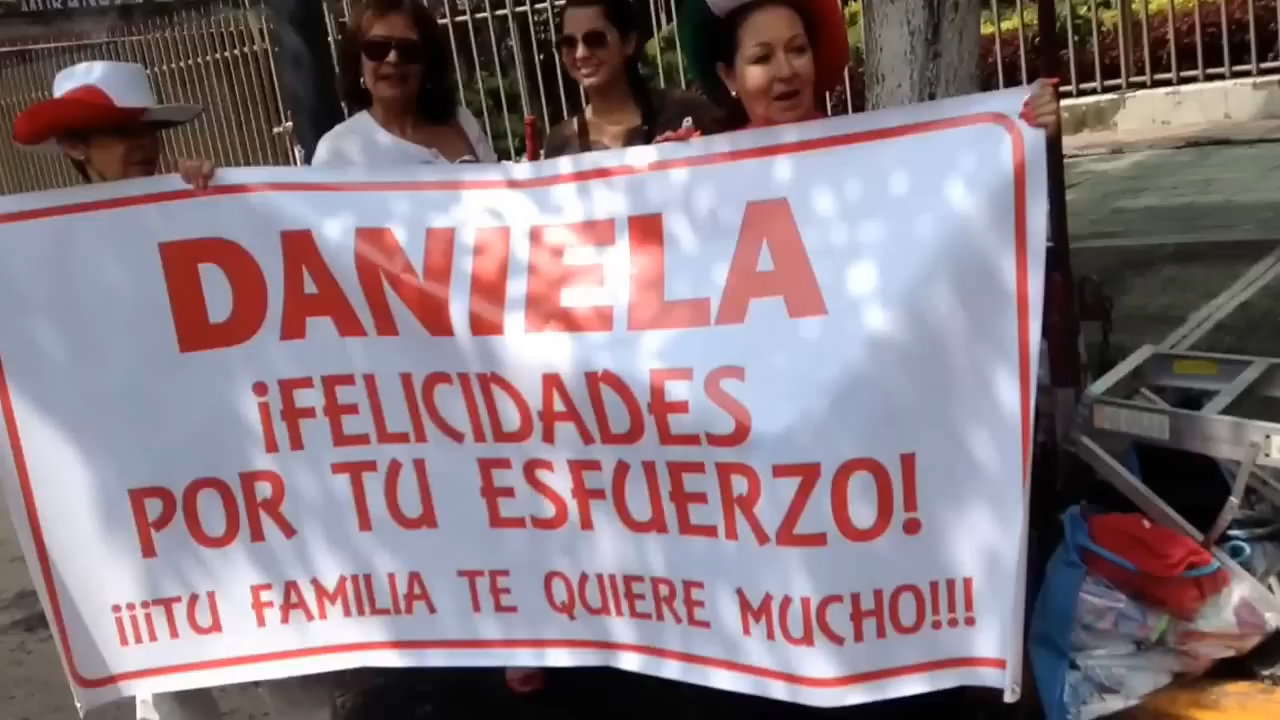 DANIELA
¡FELICIDADES
POR TU ESFUERZO!
¡¡¡TU FAMILIA TE QUIERE MUCHO!!!